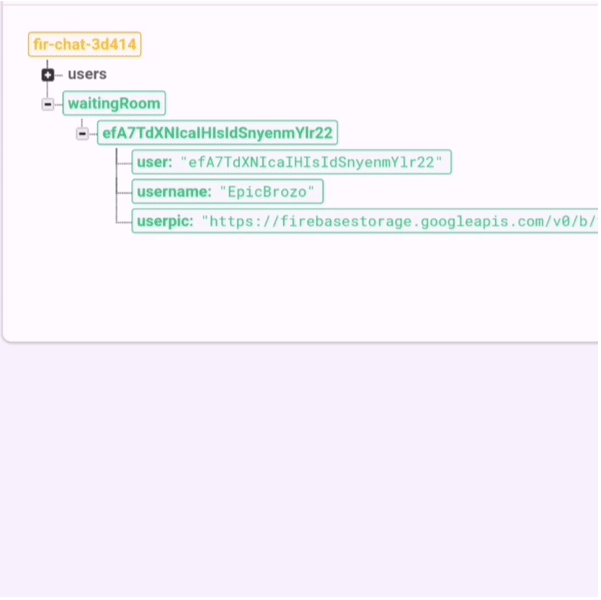 fir-chat-3d414
users
waitingRoom
efA7TdXNIcaIHIsIdSnyenmYlr22
user: "efA7TdXNIcaIHIsIdSnyenmYlr22"
username: "EpicBrozo"
userpic: "https://firebasestorage.googleapis.com/v0/b/